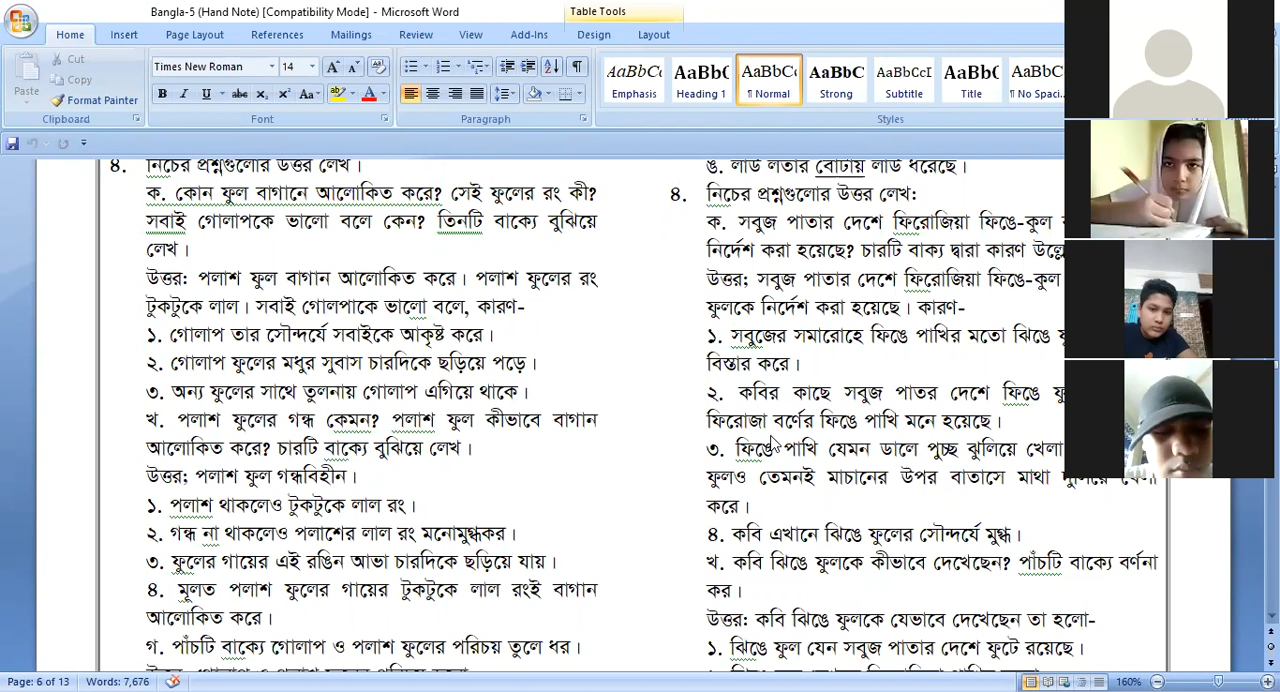 Bangla-5 (Hand Note) [Compatibility Mode] - Microsoft Word
Table Tools
Home Insert Page Layout References Mailings Review View Add-Ins Design Layout
Cut
Copy
Paste
Format Painter
Times New Roman 14
AaBbC AaBbC AaBbC AaBbC AaBbCcI AaBbC AaBbC
Emphasis Heading 1 ¶ Normal Strong Subtitle Title ¶ No Spaci...
Clipboard Font Paragraph Styles
৪. নিচের প্রশ্নগুলোর উত্তর লেখ।
ক. কোন ফুল বাগানে আলোকিত করে? সেই ফুলের রং কী?
সবাই গোলাপকে ভালো বলে কেন? তিনটি বাক্যে বুঝিয়ে
লেখ।
উত্তর: পলাশ ফুল বাগান আলোকিত করে। পলাশ ফুলের রং
টুকটুকে লাল। সবাই গোলপাকে ভালো বলে, কারণ-
১. গোলাপ তার সৌন্দর্যে সবাইকে আকৃষ্ট করে।
২. গোলাপ ফুলের মধুর সুবাস চারদিকে ছড়িয়ে পড়ে।
৩. অন্য ফুলের সাথে তুলনায় গোলাপ এগিয়ে থাকে।
খ. পলাশ ফুলের গন্ধ কেমন? পলাশ ফুল কীভাবে বাগান
আলোকিত করে? চারটি বাক্যে বুঝিয়ে লেখ।
উত্তর; পলাশ ফুল গন্ধবিহীন।
১. পলাশ থাকলেও টুকটুকে লাল রং।
২. গন্ধ না থাকলেও পলাশের লাল রং মনোমুগ্ধকর।
৩. ফুলের গায়ের এই রঙিন আভা চারদিকে ছড়িয়ে যায়।
৪. মূলত পলাশ ফুলের গায়ের টুকটুকে লাল রংই বাগান
আলোকিত করে।
গ. পাঁচটি বাক্যে গোলাপ ও পলাশ ফুলের পরিচয় তুলে ধর।
ঙ. লাউ লতার বোটায় লাউ ধরেছে।
৪. নিচের প্রশ্নগুলোর উত্তর লেখ:
ক. সবুজ পাতার দেশে ফিরোজিয়া ফিঙে-কুল
নির্দেশ করা হয়েছে? চারটি বাক্য দ্বারা কারণ
উত্তর; সবুজ পাতার দেশে ফিরোজিয়া ফিঙে-কুল
ফুলকে নির্দেশ করা হয়েছে। কারণ-
১. সবুজের সমারোহে ফিঙে পাখির মতো ঝিঙে
বিস্তার করে।
২. কবির কাছে সবুজ পাতর দেশে ফিঙে
ফিরোজা বর্ণের ফিঙে পাখি মনে হয়েছে।
৩. ফিঙে পাখি যেমন ডালে পুচ্ছ ঝুলিয়ে খেলা
ফুলও তেমনই মাচানের উপর বাতাসে মাথা
করে।
৪. কবি এখানে ঝিঙে ফুলের সৌন্দর্যে মুগ্ধ।
খ. কবি ঝিঙে ফুলকে কীভাবে দেখেছেন? পাঁচটি বাক্যে বর্ণনা
কর।
উত্তর: কবি ঝিঙে ফুলকে যেভাবে দেখেছেন তা হলো-
১. ঝিঙে ফুল যেন সবুজ পাতার দেশে ফুটে রয়েছে।
Page: 6 of 13 Words: 7,676 160%